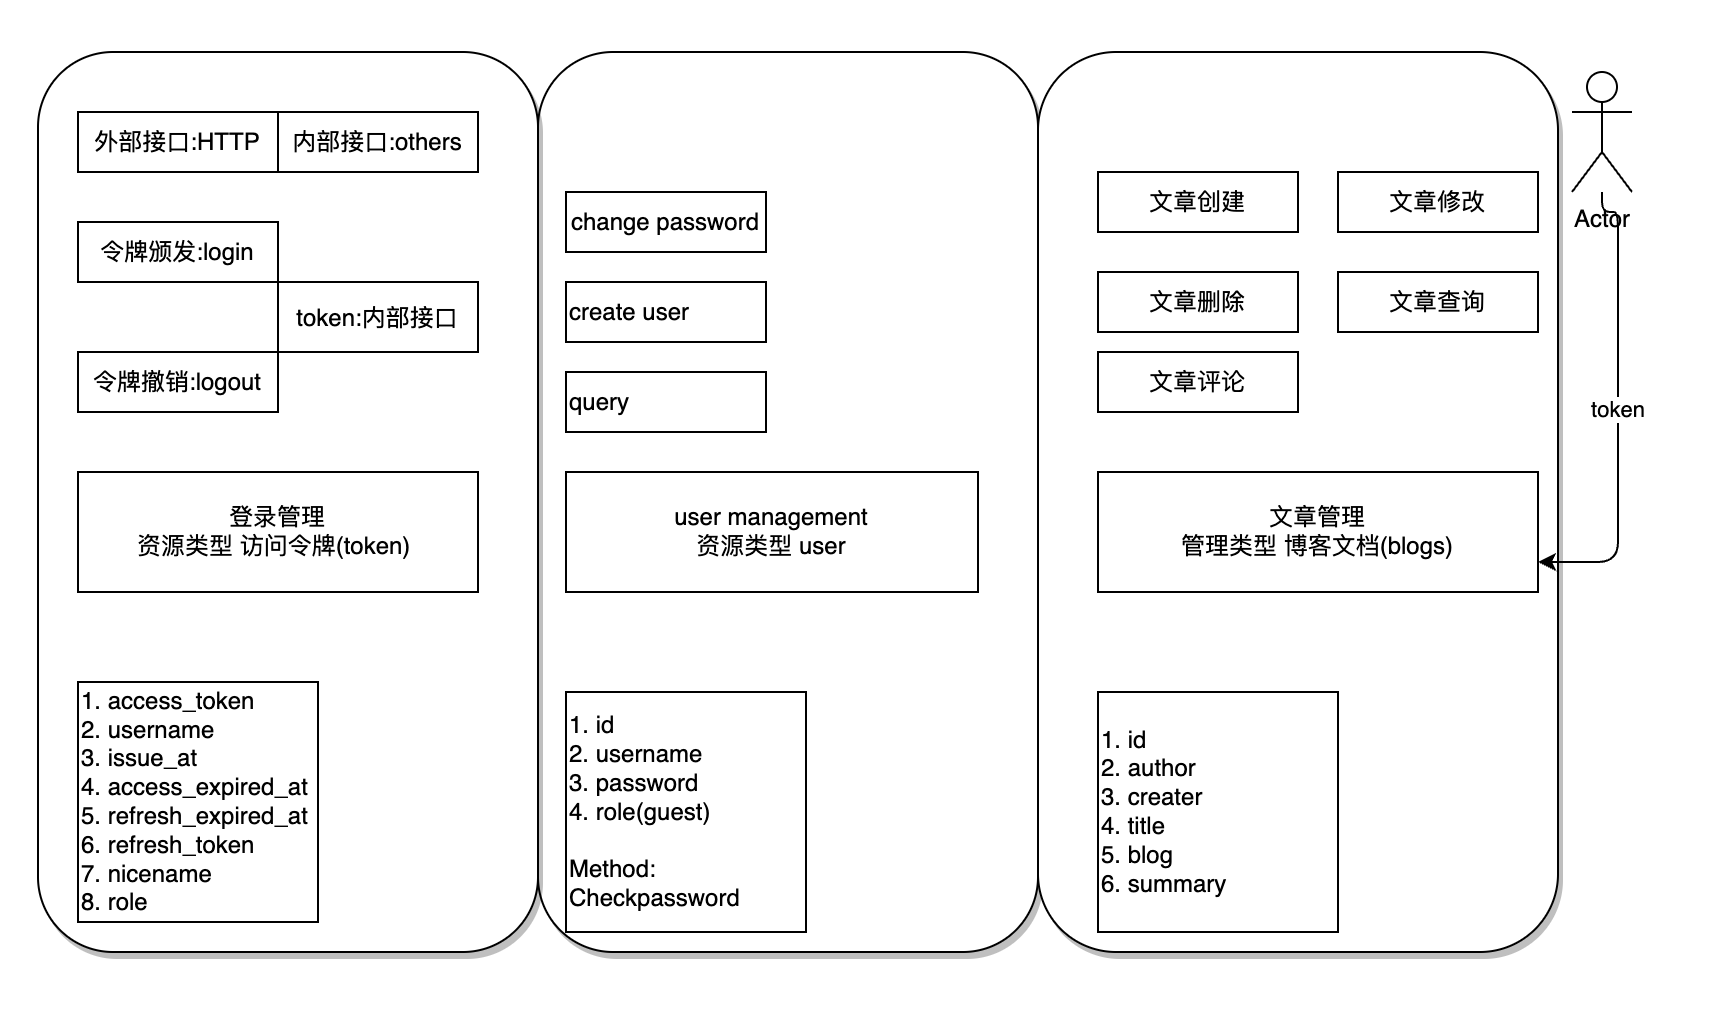 外部接口:HTTP
内部接口:others
令牌颁发:login
token:内部接口
令牌撤销:logout
登录管理
资源类型 访问令牌(token)
1. access_token
2. username
3. issue_at
4. access_expired_at
5. refresh_expired_at
6. refresh_token
7. nicename
8. role
change password
create user
query
user management
资源类型 user
1. id
2. username
3. password
4. role(guest)
Method:
Checkpassword
文章创建
文章修改
文章删除
文章查询
文章评论
文章管理
管理类型 博客文档(blogs)
1. id
2. author
3. creater
4. title
5. blog
6. summary
Actor
token